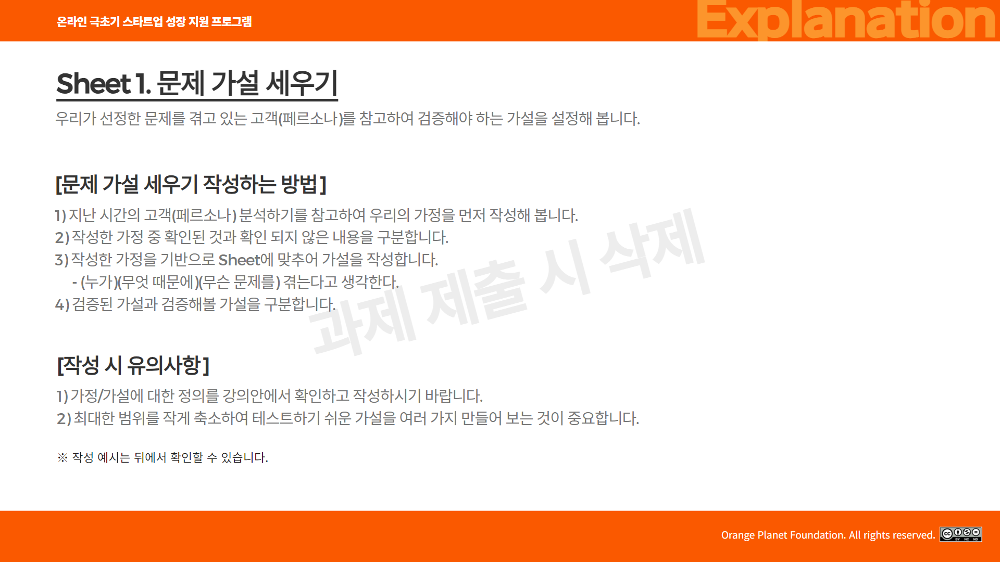 온라인 극초기 스타트업 성장 지원 프로그램
Explanation
Sheet 1. 문제 가설 세우기
우리가 선정한 문제를 겪고 있는 고객(페르소나)를 참고하여 검증해야 하는 가설을 설정해 봅니다.
[문제 가설 세우기 작성하는 방법]
1) 지난 시간의 고객(페르소나) 분석하기를 참고하여 우리의 가정을 먼저 작성해 봅니다.
2) 작성한 가정 중 확인된 것과 확인 되지 않은 내용을 구분합니다.
3) 작성한 가정을 기반으로 Sheet에 맞추어 가설을 작성합니다.
- (누가)(무엇 때문에)(무슨 문제를) 겪는다고 생각한다.
4) 검증된 가설과 검증해볼 가설을 구분합니다.
과제 제출 시 삭제
[작성 시 유의사항]
1) 가정/가설에 대한 정의를 강의안에서 확인하고 작성하시기 바랍니다.
2) 최대한 범위를 작게 축소하여 테스트하기 쉬운 가설을 여러 가지 만들어 보는 것이 중요합니다.
※ 작성 예시는 뒤에서 확인할 수 있습니다.
Orange Planet Foundation. All rights reserved.
cc
BY NC ND